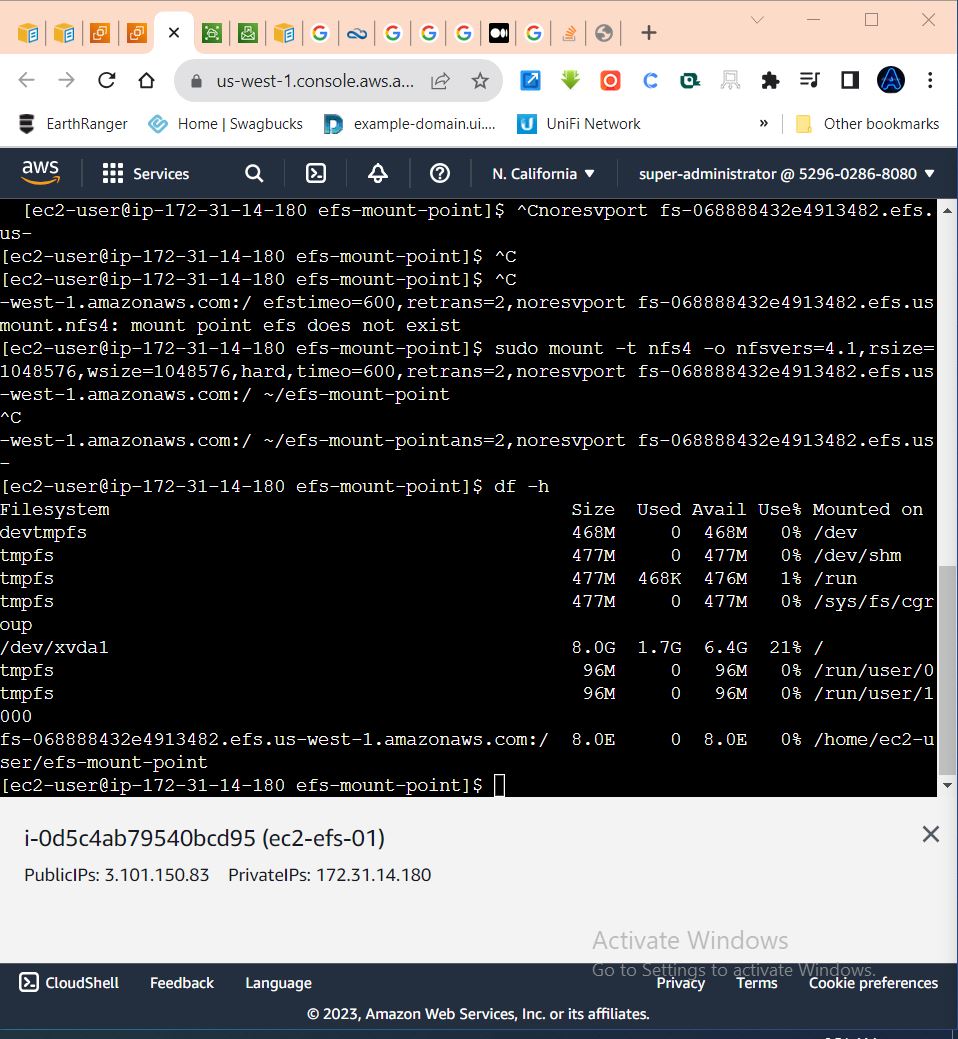 us-west-1.console.aws.a...
EarthRanger
Home | Swagbucks
example-domain.ui....
UniFi Network
»
Other bookmarks
aws
Services
N. California ▼
super-administrator @ 5296-0286-8080 ▼
[ec2-user@ip-172-31-14-180 efs-mount-point]$ ^Cnoresvport fs-068888432e4913482.efs.
us-
[ec2-user@ip-172-31-14-180 efs-mount-point]$ ^C
[ec2-user@ip-172-31-14-180 efs-mount-point]$ ^C
-west-1.amazonaws.com:/ efstimeo=600,retrans=2,noresvport fs-068888432e4913482.efs.us
mount.nfs4: mount point efs does not exist
[ec2-user@ip-172-31-14-180 efs-mount-point]$ sudo mount -t nfs4 -o nfsvers=4.1,rsize=
1048576,wsize=1048576,hard,timeo=600,retrans=2,noresvport fs-068888432e4913482.efs.us
-west-1.amazonaws.com:/ ~/efs-mount-point
^C
-west-1.amazonaws.com:/ ~/efs-mount-pointans=2,noresvport fs-068888432e4913482.efs.us
-
[ec2-user@ip-172-31-14-180 efs-mount-point]$ df -h
Filesystem Size Used Avail Use% Mounted on
devtmpfs 468M 0 468M 0% /dev
tmpfs 477M 0 477M 0% /dev/shm
tmpfs 477M 468K 476M 1% /run
tmpfs 477M 0 477M 0% /sys/fs/cgr
oup
/dev/xvda1 8.0G 1.7G 6.4G 21% /
tmpfs 96M 0 96M 0% /run/user/0
tmpfs 96M 0 96M 0% /run/user/1
000
fs-068888432e4913482.efs.us-west-1.amazonaws.com:/ 8.0E 0 8.0E 0% /home/ec2-u
ser/efs-mount-point
[ec2-user@ip-172-31-14-180 efs-mount-point]$
i-0d5c4ab79540bcd95 (ec2-efs-01)
PublicIPs: 3.101.150.83 PrivateIPs: 172.31.14.180
Activate Windows
Go to Settings to activate Windows.
CloudShell Feedback Language Privacy Terms Cookie preferences
© 2023, Amazon Web Services, Inc. or its affiliates.